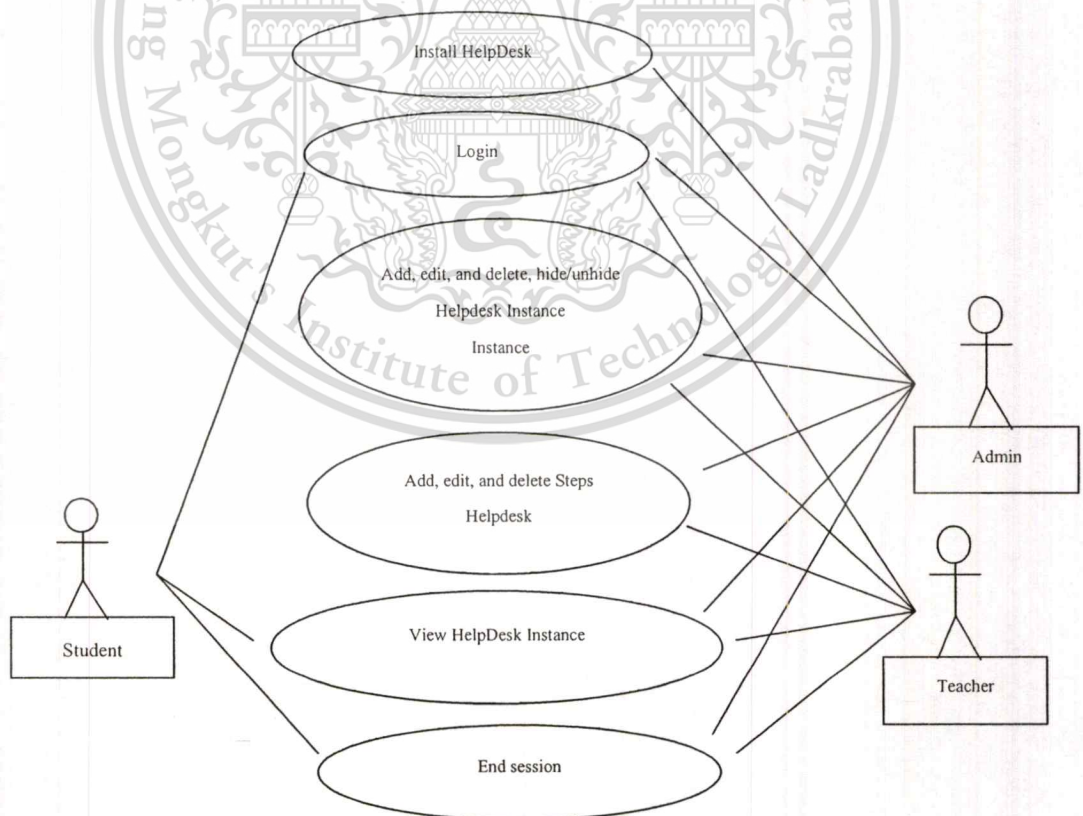 Install HelpDesk
Login
Add, edit, and delete, hide/unhide
Helpdesk Instance
Instance
Add, edit, and delete Steps
Helpdesk
View HelpDesk Instance
End session
Student
Admin
Teacher
Mongkut's Institute of Technology Ladkraba